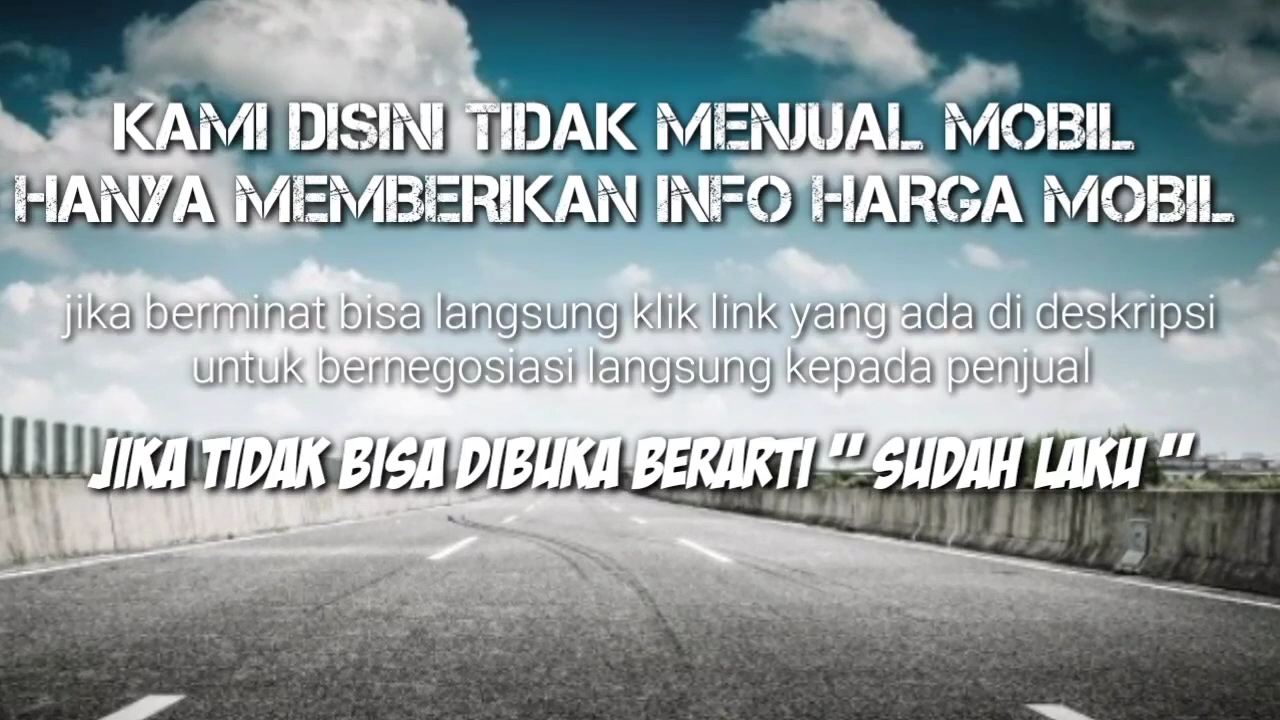 KAMI DISINI TIDAK MENJUAL MOBIL
HANYA MEMBERIKAN INFO HARGA MOBIL
jika berminat bisa langsung klik link yang ada di deskripsi
untuk bernegosiasi langsung kepada penjual
JIKA TIDAK BISA DIBUKA BERARTI " SUDAH LAKU "